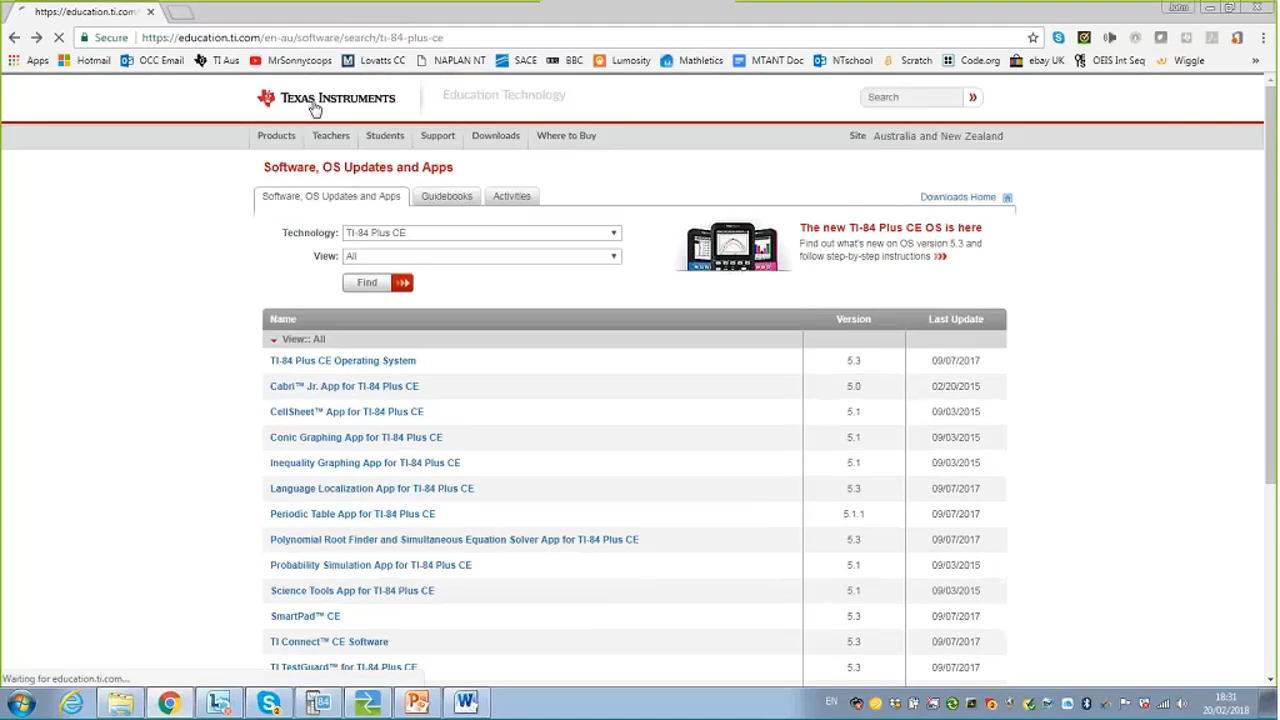 https://education.ti.com
John
Secure https://education.ti.com/en-au/software/search/ti-84-plus-ce
Apps Hotmail OCC Email TI Aus MrSonnycoops Lovatts CC NAPLAN NT SACE BBC Lumosity Mathletics MTANT Doc NTschool Scratch Code.org ebay UK OEIS Int Seq Wiggle »
TEXAS INSTRUMENTS Education Technology Search
Products Teachers Students Support Downloads Where to Buy Site Australia and New Zealand
Software, OS Updates and Apps
Software, OS Updates and Apps Guidebooks Activities Downloads Home
Technology: TI-84 Plus CE
View: All
Find
The new TI-84 Plus CE OS is here
Find out what's new on OS version 5.3 and
follow step-by-step instructions
Name Version Last Update
View:: All
TI-84 Plus CE Operating System 5.3 09/07/2017
Cabri™ Jr. App for TI-84 Plus CE 5.0 02/20/2015
CellSheet™ App for TI-84 Plus CE 5.1 09/03/2015
Conic Graphing App for TI-84 Plus CE 5.1 09/03/2015
Inequality Graphing App for TI-84 Plus CE 5.1 09/03/2015
Language Localization App for TI-84 Plus CE 5.3 09/07/2017
Periodic Table App for TI-84 Plus CE 5.1.1 09/07/2017
Polynomial Root Finder and Simultaneous Equation Solver App for TI-84 Plus CE 5.3 09/07/2017
Probability Simulation App for TI-84 Plus CE 5.1 09/03/2015
Science Tools App for TI-84 Plus CE 5.1 09/03/2015
SmartPad™ CE 5.3 09/07/2017
TI Connect™ CE Software 5.3 09/07/2017
TI TestGuard™ for TI-84 Plus CE 5.3 09/07/2017
Waiting for education.ti.com...
EN 18:31
20/02/2018